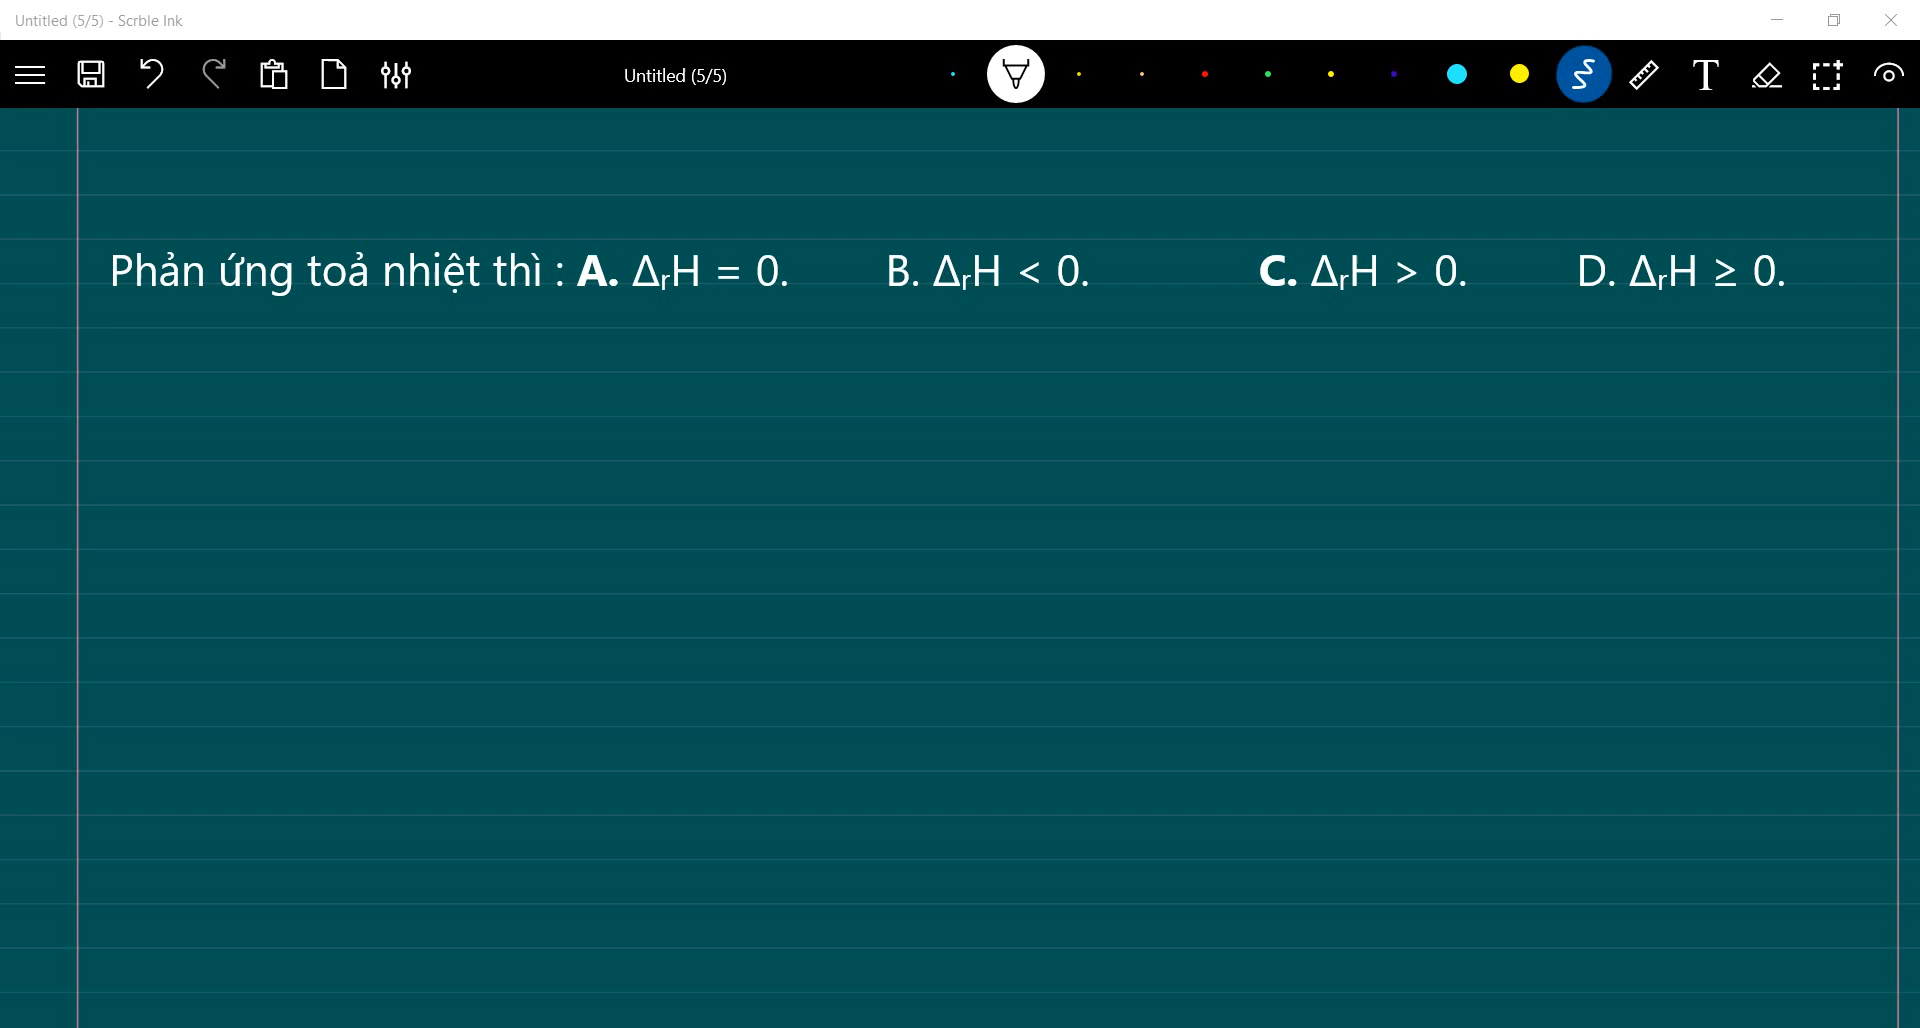 Untitled (5/5) - Scrble Ink
Untitled (5/5)
T
Phản ứng toả nhiệt thì : A. ΔᵣH = 0. B. ΔᵣH < 0. C. ΔᵣH > 0. D. ΔᵣH ≥ 0.